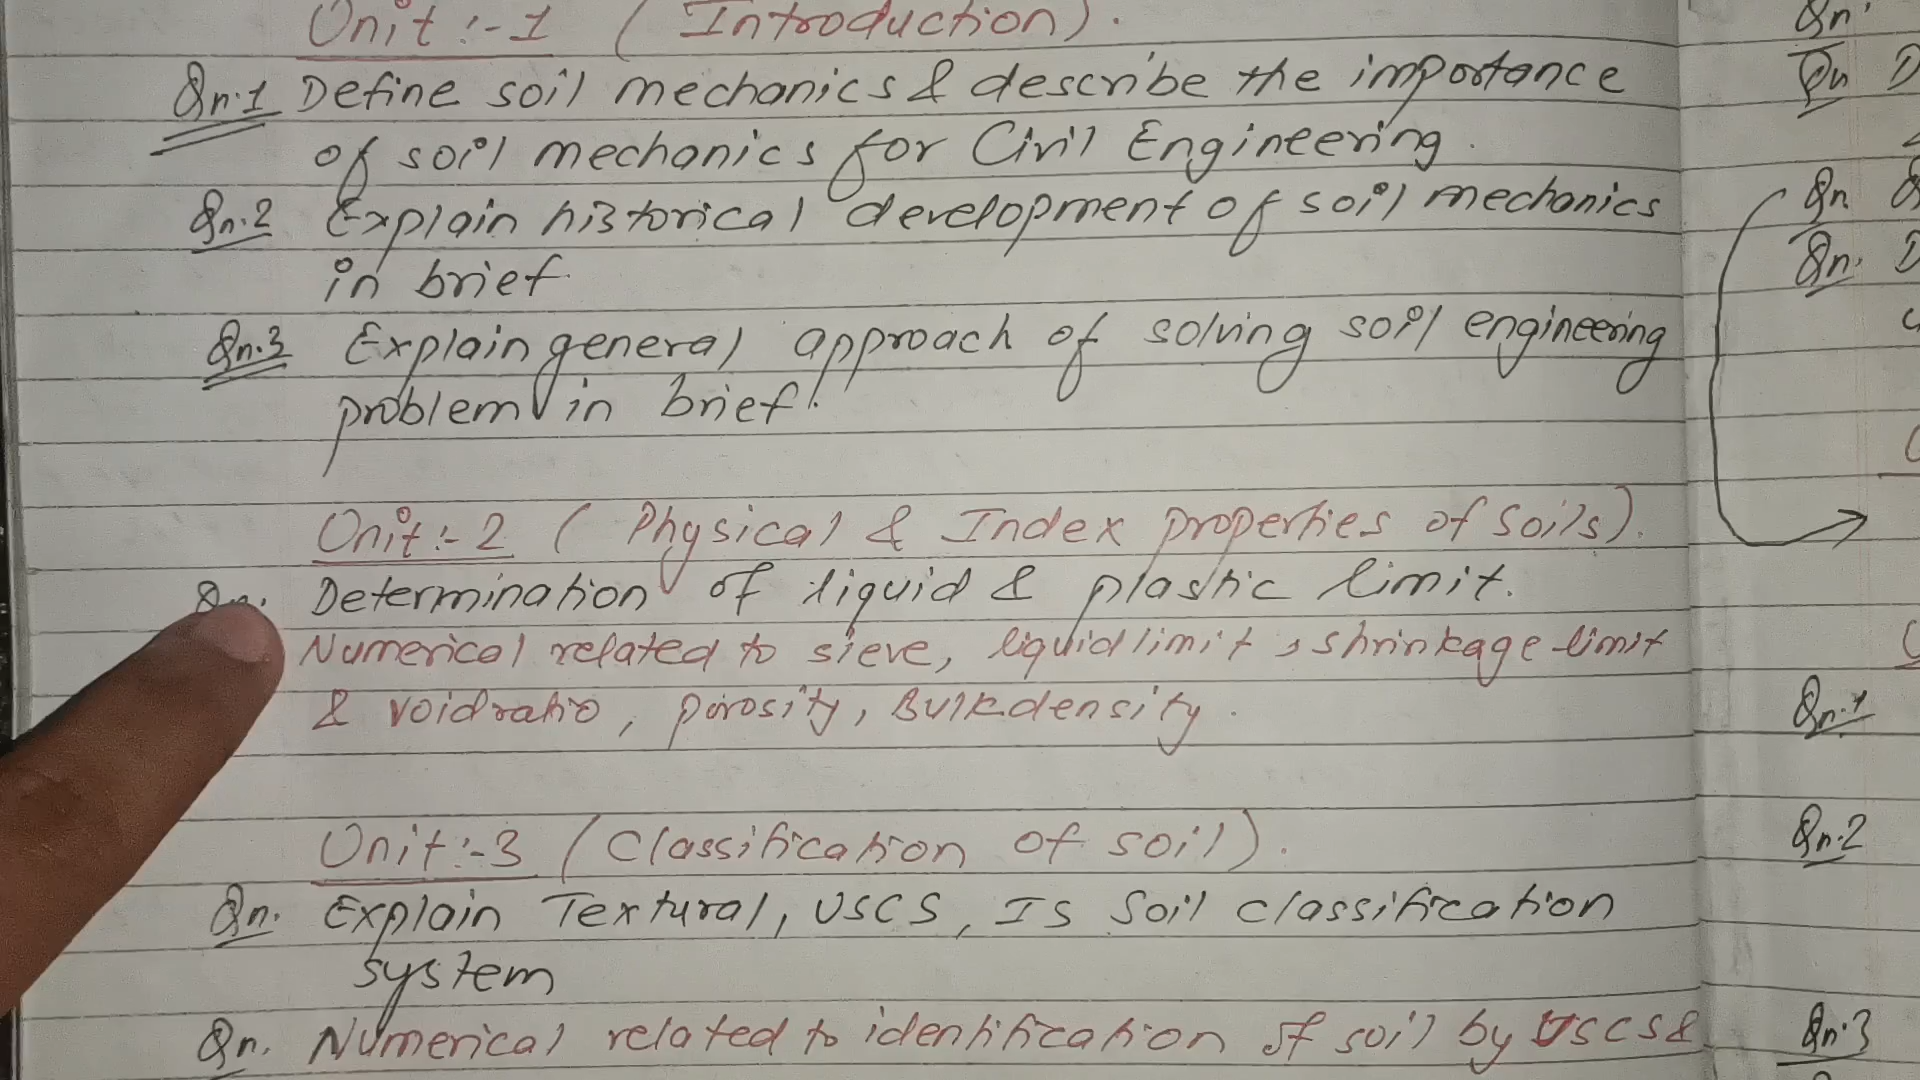 Unit :- 1 ( Introduction ) .
Qn.1 Define soil mechanics & describe the importance
of soil mechanics for Civil Engineering .
Qn.2 Explain historical development of soil mechanics
in brief.
Qn.3 Explain general approach of solving soil engineering
problem in brief.
Unit :- 2 ( Physical & Index properties of soils ) .
Qn. Determination of liquid & plastic limit.
Numerical related to sieve, liquid limit, shrinkage limit
& void ratio, porosity, Bulk density .
Unit :- 3 ( Classification of soil ) .
Qn. Explain Textural, USCS, Is Soil classification
system
Qn. Numerical related to identification of soil by USCS &
Qn.
Qn D
Qn
Qn. D
Qn.1
Qn.2
Qn.3